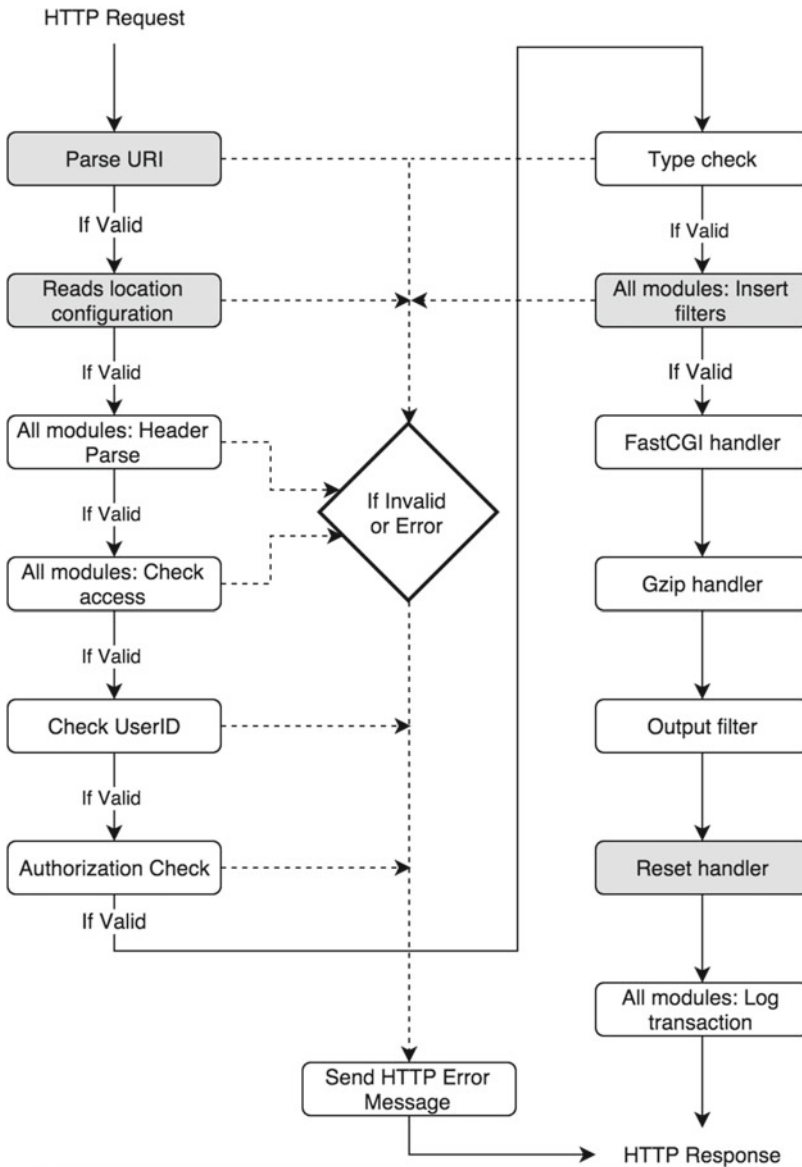 HTTP Request
Parse URI
If Valid
Reads location
configuration
If Valid
All modules: Header
Parse
If Valid
All modules: Check
access
If Valid
Check UserID
If Valid
Authorization Check
If Valid
If Invalid
or Error
Send HTTP Error
Message
Type check
If Valid
All modules: Insert
filters
If Valid
FastCGI handler
Gzip handler
Output filter
Reset handler
All modules: Log
transaction
HTTP Response